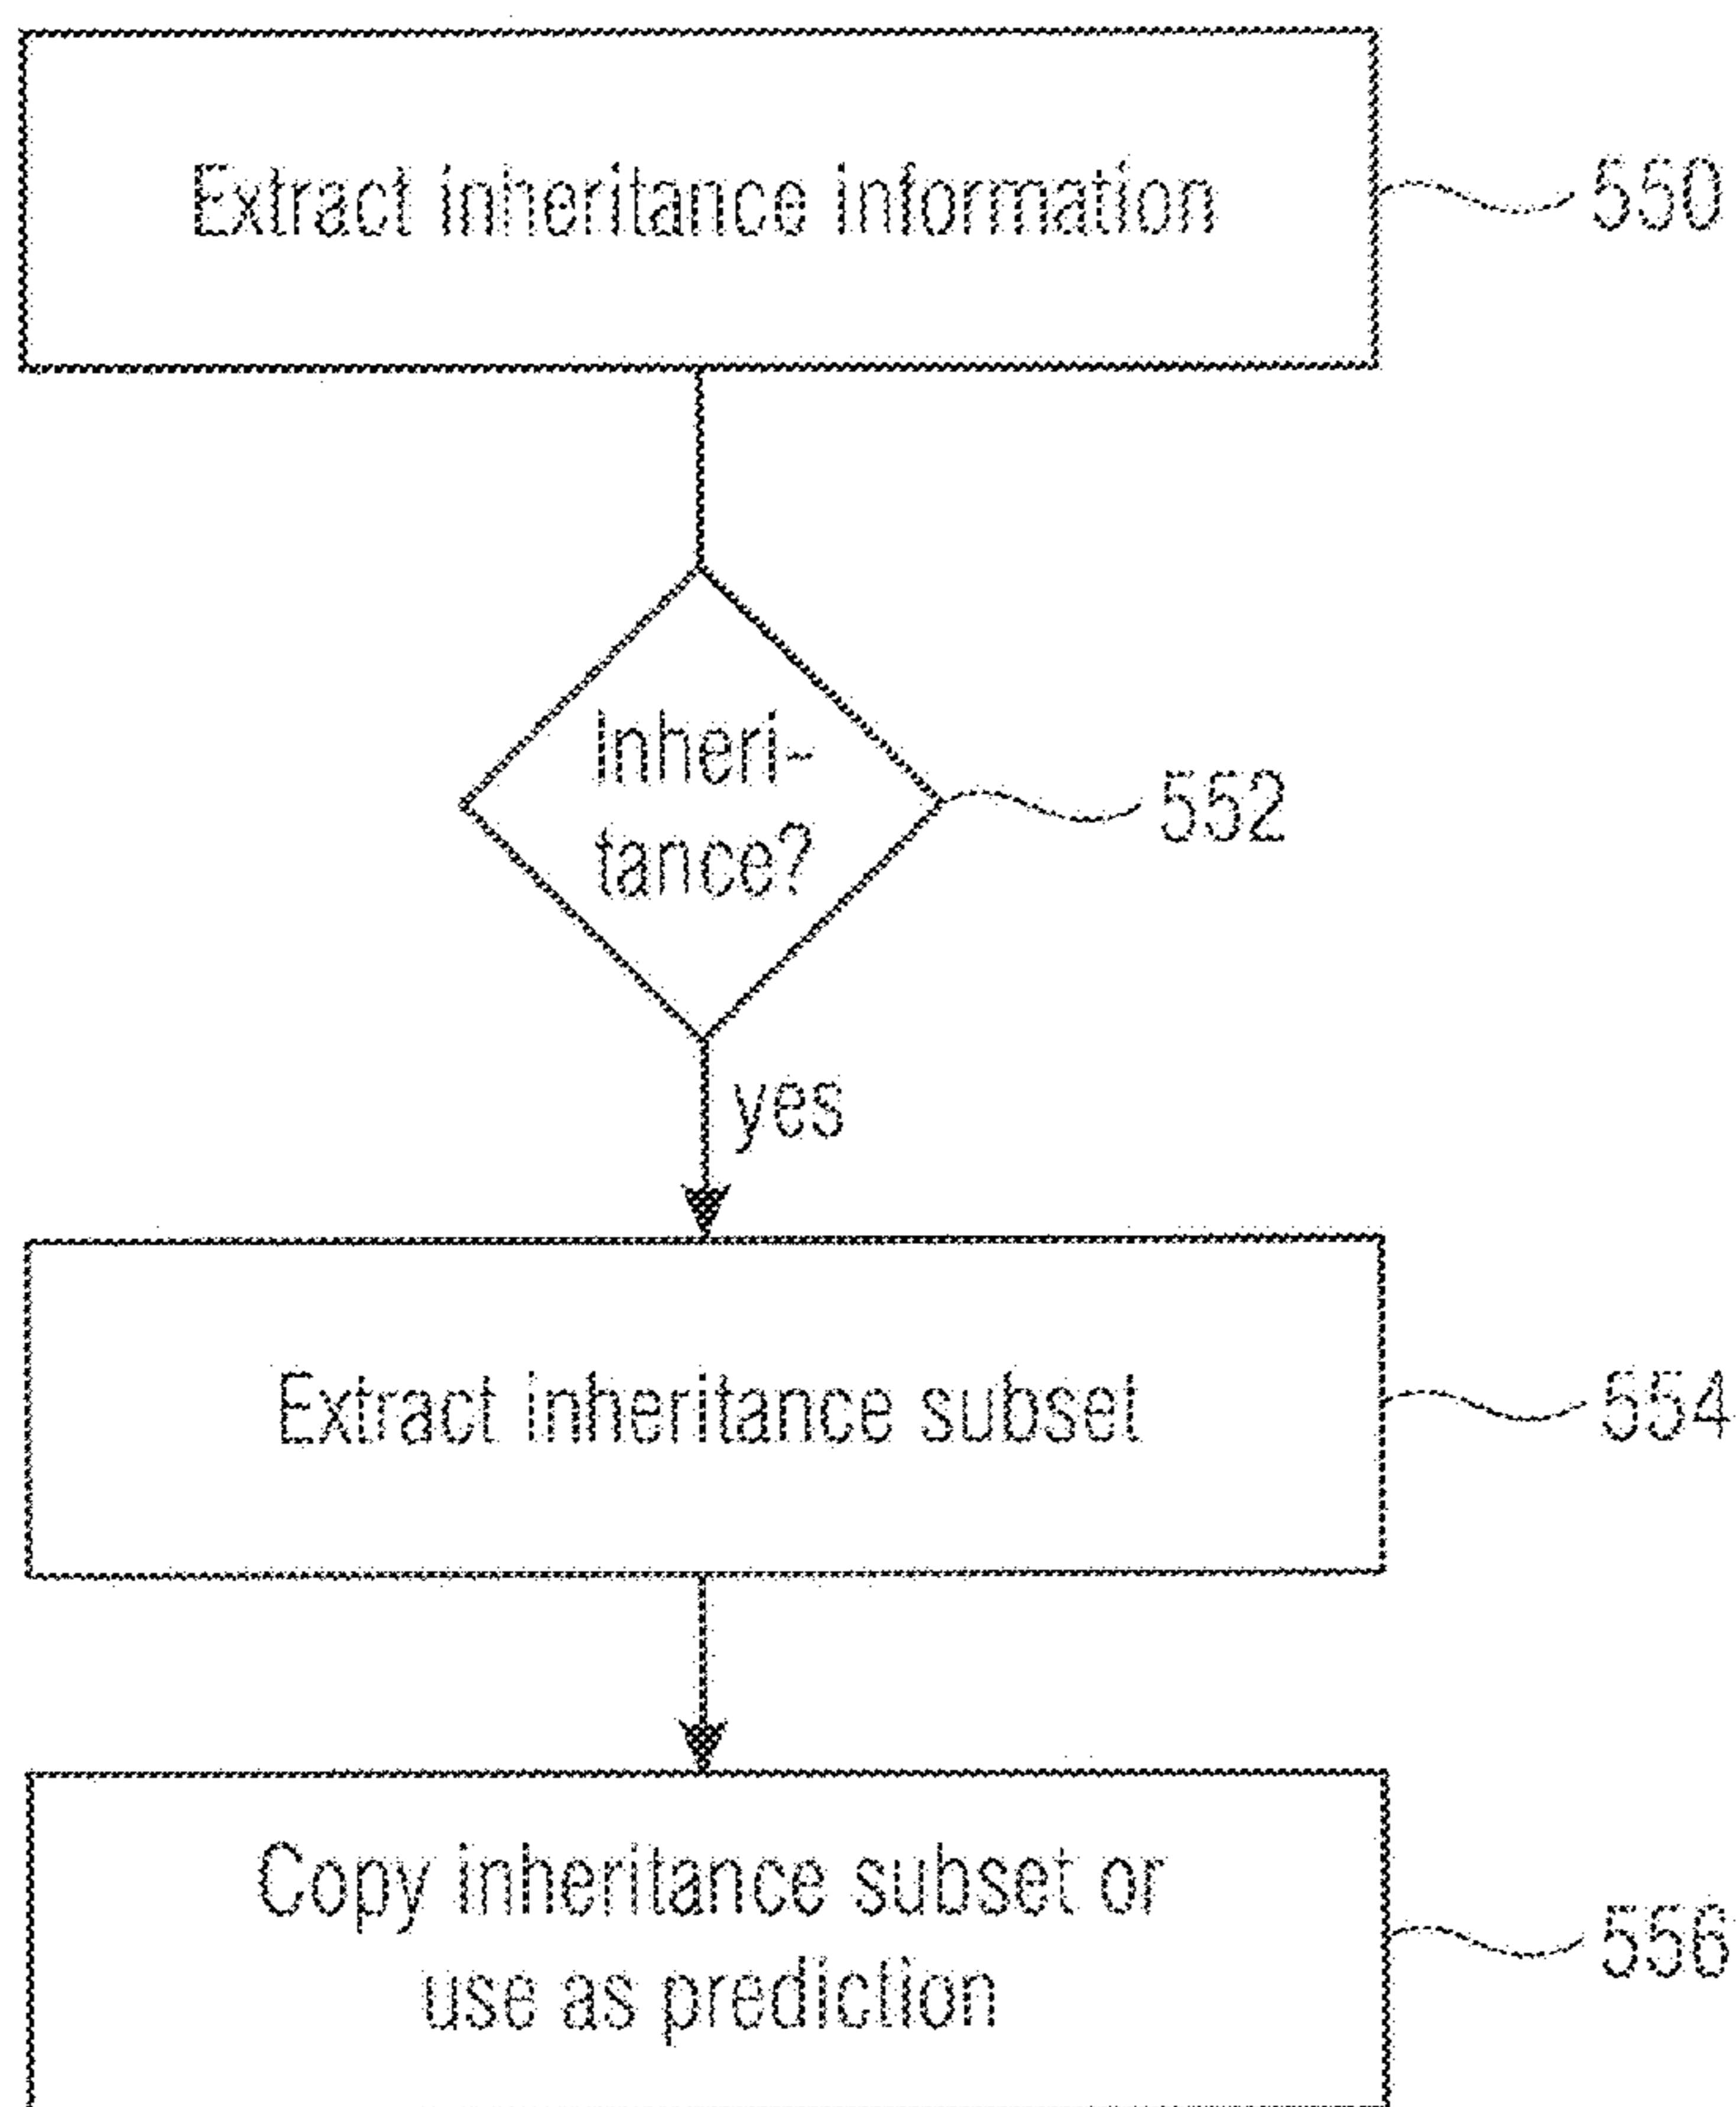 Extract inheritance information
550
Inheri-
tance?
552
yes
Extract inheritance subset
554
Copy inheritance subset or
use as prediction
556